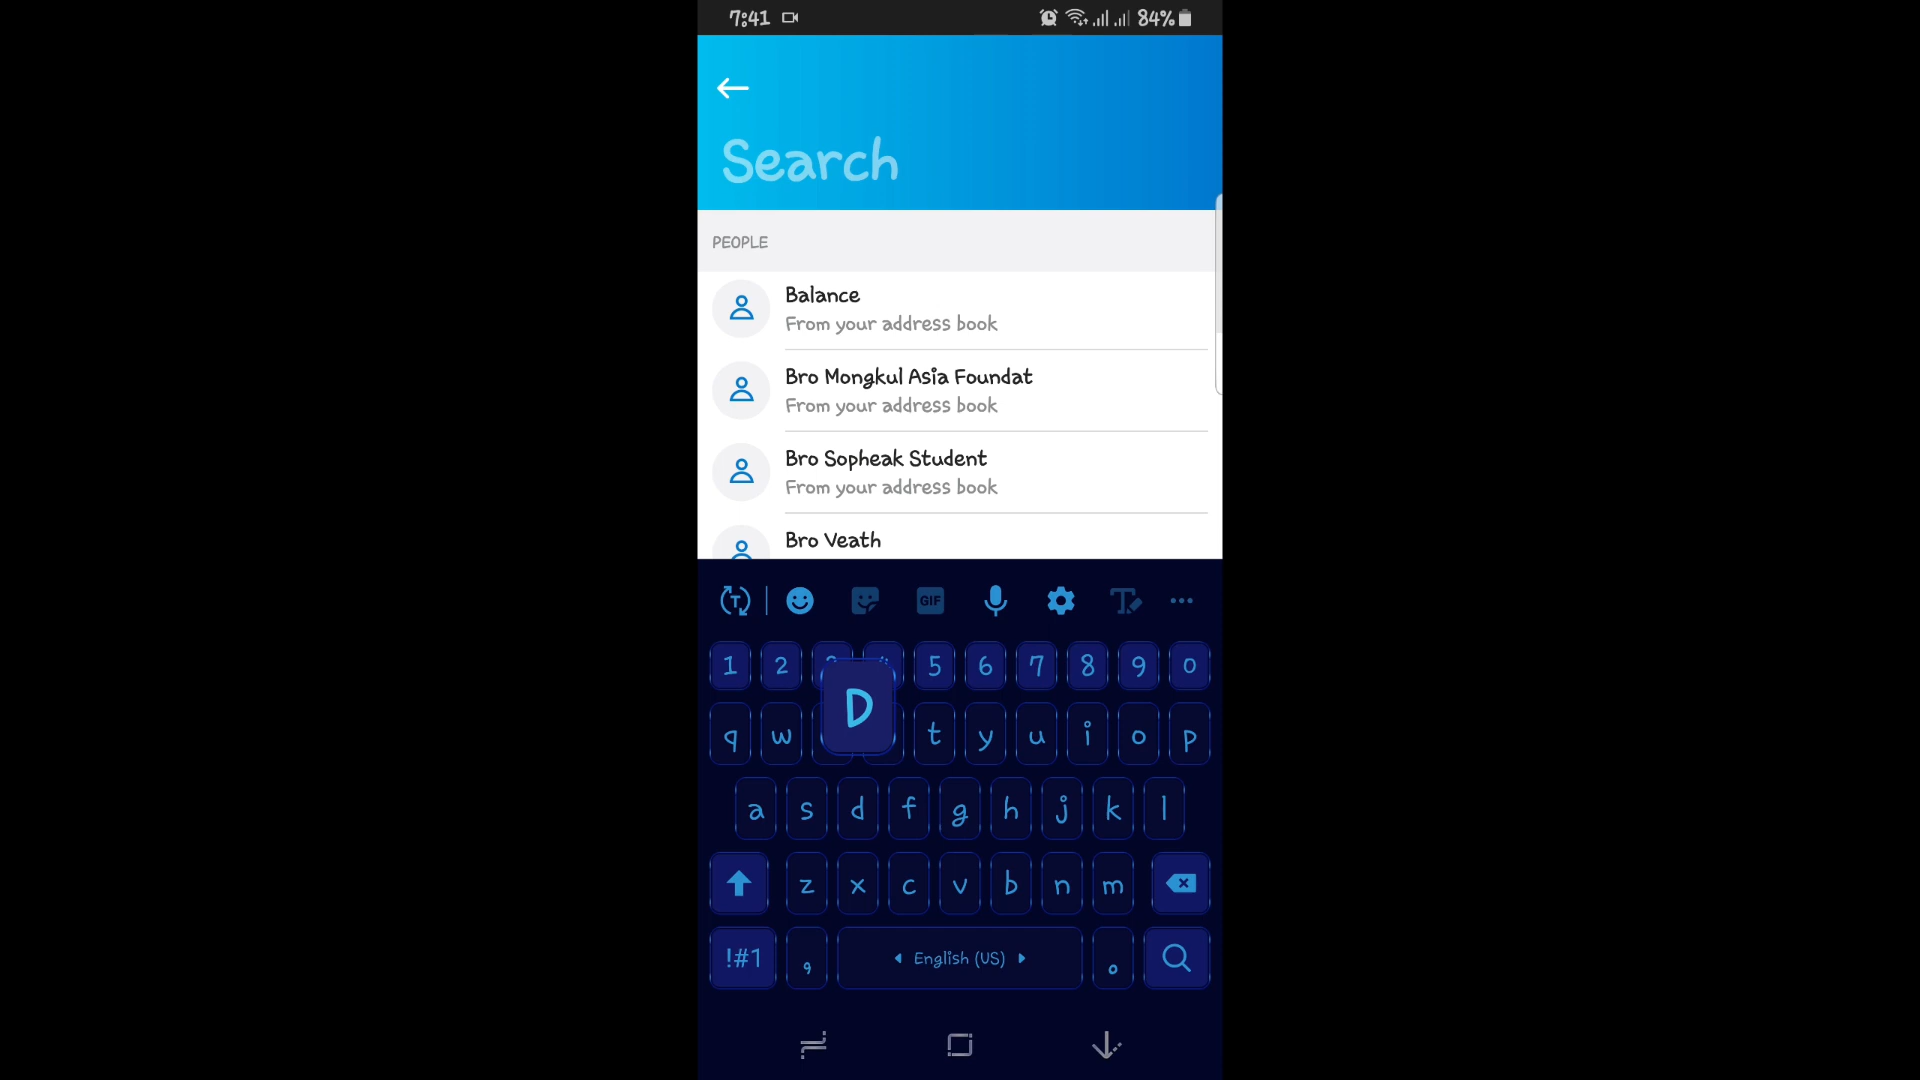 7:41 84%
Search
PEOPLE
Balance
From your address book
Bro Mongkul Asia Foundat
From your address book
Bro Sopheak Student
From your address book
Bro Veath
T GIF T
1 2 5 6 7 8 9 0
D
q w t y u i o p
a s d f g h j k l
z x c v b n m
!#1 , English (US) .